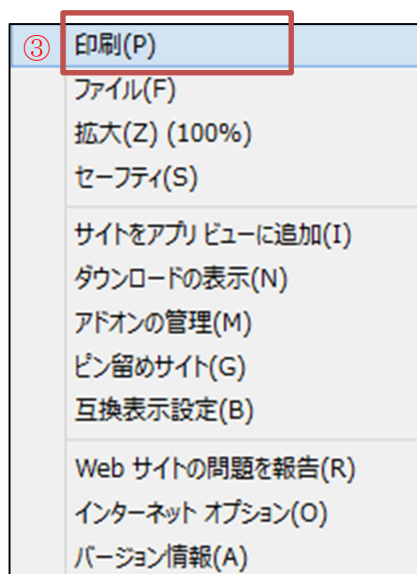 ③ 印刷(P)
ファイル(F)
拡大(Z) (100%)
セーフティ(S)
サイトをアプリ ビューに追加(I)
ダウンロードの表示(N)
アドオンの管理(M)
ピン留めサイト(G)
互換表示設定(B)
Web サイトの問題を報告(R)
インターネット オプション(O)
バージョン情報(A)